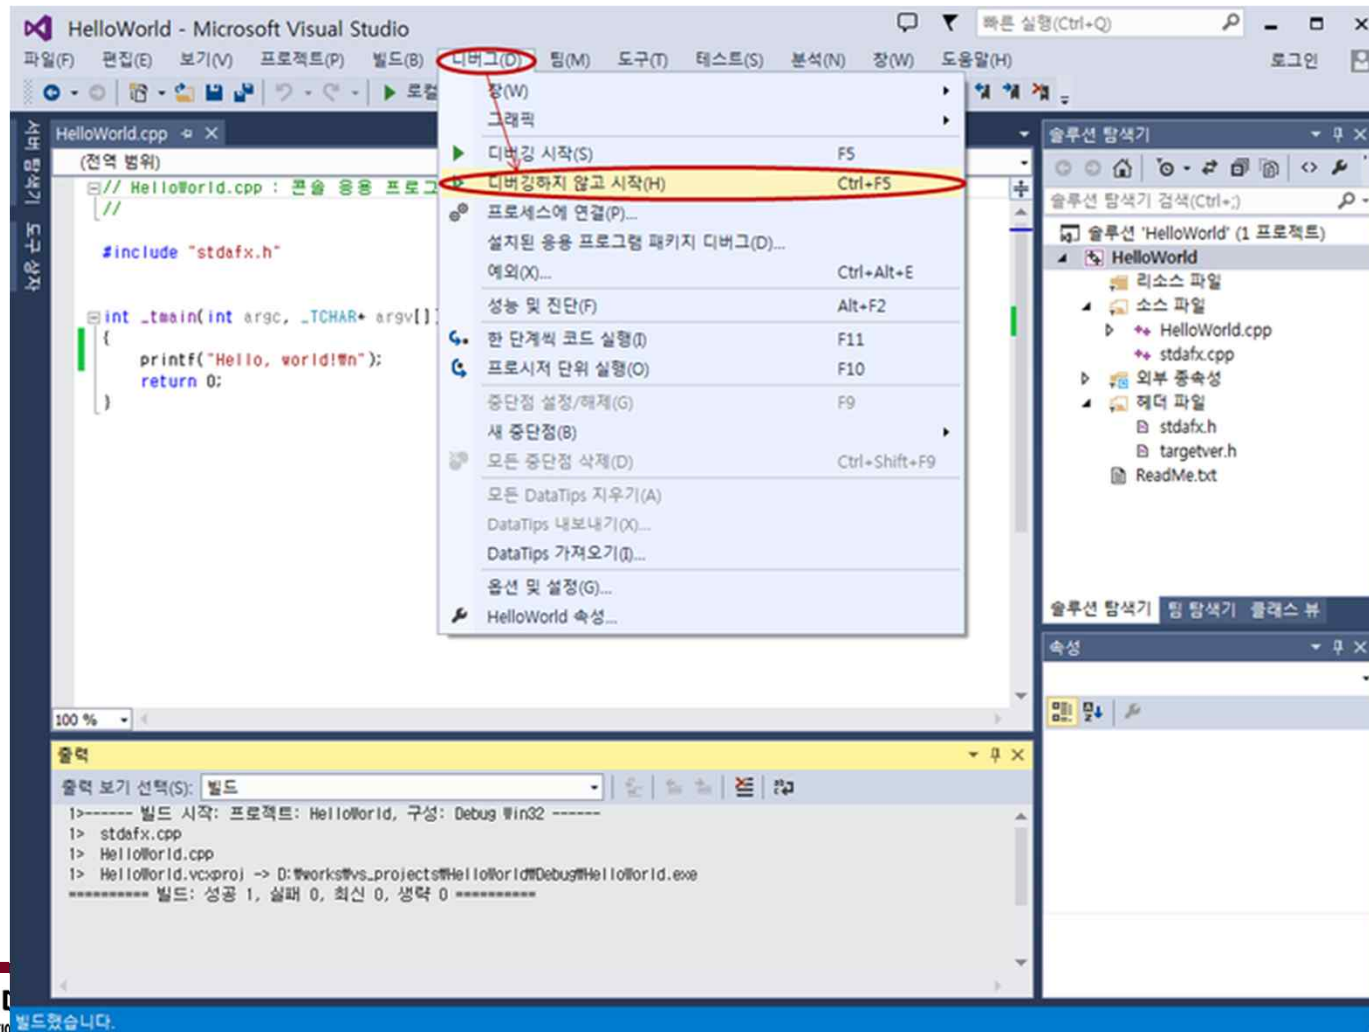 HelloWorld - Microsoft Visual Studio
빠른 실행(Ctrl+Q)
파일(F) 편집(E) 보기(V) 프로젝트(P) 빌드(B) 디버그(D) 팀(M) 도구(T) 테스트(S) 분석(N) 창(W) 도움말(H) 로그인
로컬
서버 탐색기
도구 상자
HelloWorld.cpp
(전역 범위)
// HelloWorld.cpp : 콘솔 응용 프로그
//
#include "stdafx.h"
int _tmain(int argc, _TCHAR* argv[])
{
printf("Hello, world!₩n");
return 0;
}
100 %
창(W)
그래픽
디버깅 시작(S) F5
디버깅하지 않고 시작(H) Ctrl+F5
프로세스에 연결(P)...
설치된 응용 프로그램 패키지 디버그(D)...
예외(X)... Ctrl+Alt+E
성능 및 진단(F) Alt+F2
한 단계씩 코드 실행(I) F11
프로시저 단위 실행(O) F10
중단점 설정/해제(G) F9
새 중단점(B)
모든 중단점 삭제(D) Ctrl+Shift+F9
모든 DataTips 지우기(A)
DataTips 내보내기(X)...
DataTips 가져오기(I)...
옵션 및 설정(G)...
HelloWorld 속성...
솔루션 탐색기
솔루션 탐색기 검색(Ctrl+;)
솔루션 'HelloWorld' (1 프로젝트)
HelloWorld
리소스 파일
소스 파일
HelloWorld.cpp
stdafx.cpp
외부 종속성
헤더 파일
stdafx.h
targetver.h
ReadMe.txt
솔루션 탐색기 팀 탐색기 클래스 뷰
속성
출력
출력 보기 선택(S): 빌드
1>------ 빌드 시작: 프로젝트: HelloWorld, 구성: Debug Win32 ------
1> stdafx.cpp
1> HelloWorld.cpp
1> HelloWorld.vcxproj -> D:₩works₩vs_projects₩HelloWorld₩Debug₩HelloWorld.exe
========== 빌드: 성공 1, 실패 0, 최신 0, 생략 0 ==========
빌드했습니다.